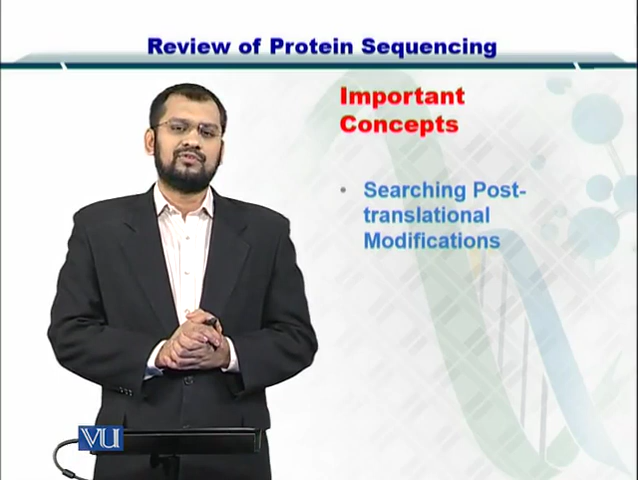 Review of Protein Sequencing
Important
Concepts
• Searching Post-
translational
Modifications
VU